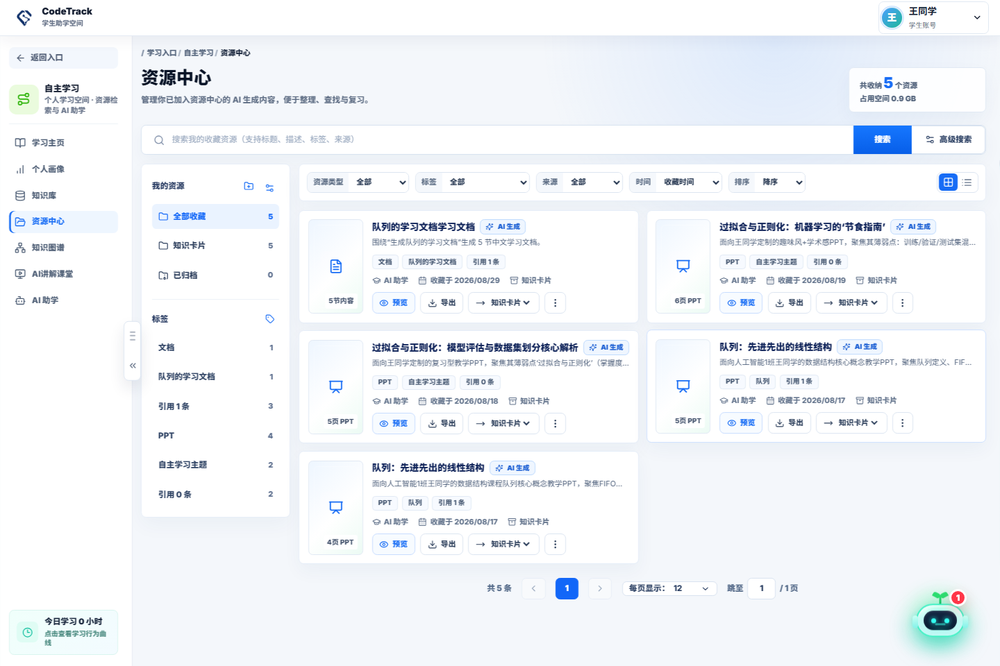 CodeTrack
学生助学空间
王
王同学
学生账号
返回入口
自主学习
个人学习空间 · 资源检
索与 AI 助学
学习主页
个人画像
知识库
资源中心
知识图谱
AI讲解课堂
AI 助学
今日学习 0 小时
点击查看学习行为曲
线
/ 学习入口 / 自主学习 / 资源中心
资源中心
管理你已加入资源中心的 AI 生成内容，便于整理、查找与复习。
共收纳 5 个资源
占用空间 0.9 GB
搜索我的收藏资源（支持标题、描述、标签、来源）
搜索
高级搜索
我的资源
全部收藏 5
知识卡片 5
已归档 0
标签
文档 1
队列的学习文档 1
引用 1 条 3
PPT 4
自主学习主题 2
引用 0 条 2
资源类型 全部 标签 全部 来源 全部 时间 收藏时间 排序 降序
队列的学习文档学习文档 AI 生成
围绕“生成队列的学习文档”生成 5 节中文学习文档。
文档 队列的学习文档 引用 1 条
AI 助学 收藏于 2026/08/29 知识卡片
5节内容
预览 导出 知识卡片
过拟合与正则化：机器学习的‘节食指南’ AI 生成
面向王同学定制的趣味风+学术感PPT，聚焦其薄弱点：训练/验证/测试集混...
PPT 自主学习主题 引用 0 条
AI 助学 收藏于 2026/08/19 知识卡片
6页 PPT
预览 导出 知识卡片
过拟合与正则化：模型评估与数据集划分核心解析 AI 生成
面向王同学定制的复习型教学PPT，聚焦其薄弱点‘过拟合与正则化’（掌握度...
PPT 自主学习主题 引用 0 条
AI 助学 收藏于 2026/08/18 知识卡片
5页 PPT
预览 导出 知识卡片
队列：先进先出的线性结构 AI 生成
面向人工智能1班王同学的数据结构核心概念教学PPT，聚焦队列定义、FIF...
PPT 队列 引用 1 条
AI 助学 收藏于 2026/08/17 知识卡片
5页 PPT
预览 导出 知识卡片
队列：先进先出的线性结构 AI 生成
面向人工智能1班王同学的数据结构课程队列核心概念教学PPT，聚焦FIFO...
PPT 队列 引用 1 条
AI 助学 收藏于 2026/08/17 知识卡片
4页 PPT
预览 导出 知识卡片
共 5 条 1 每页显示： 12 跳至 1 / 1 页
1